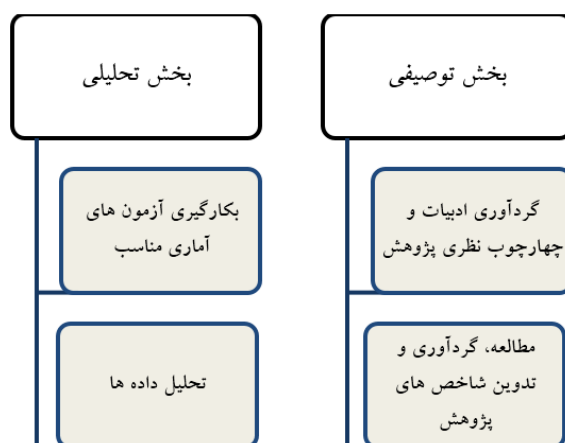 بخش توصیفی
گردآوری ادبیات و
چهارچوب نظری پژوهش
مطالعه، گردآوری و
تدوین شاخص های
پژوهش
بخش تحلیلی
بکارگیری آزمون های
آماری مناسب
تحلیل داده ها